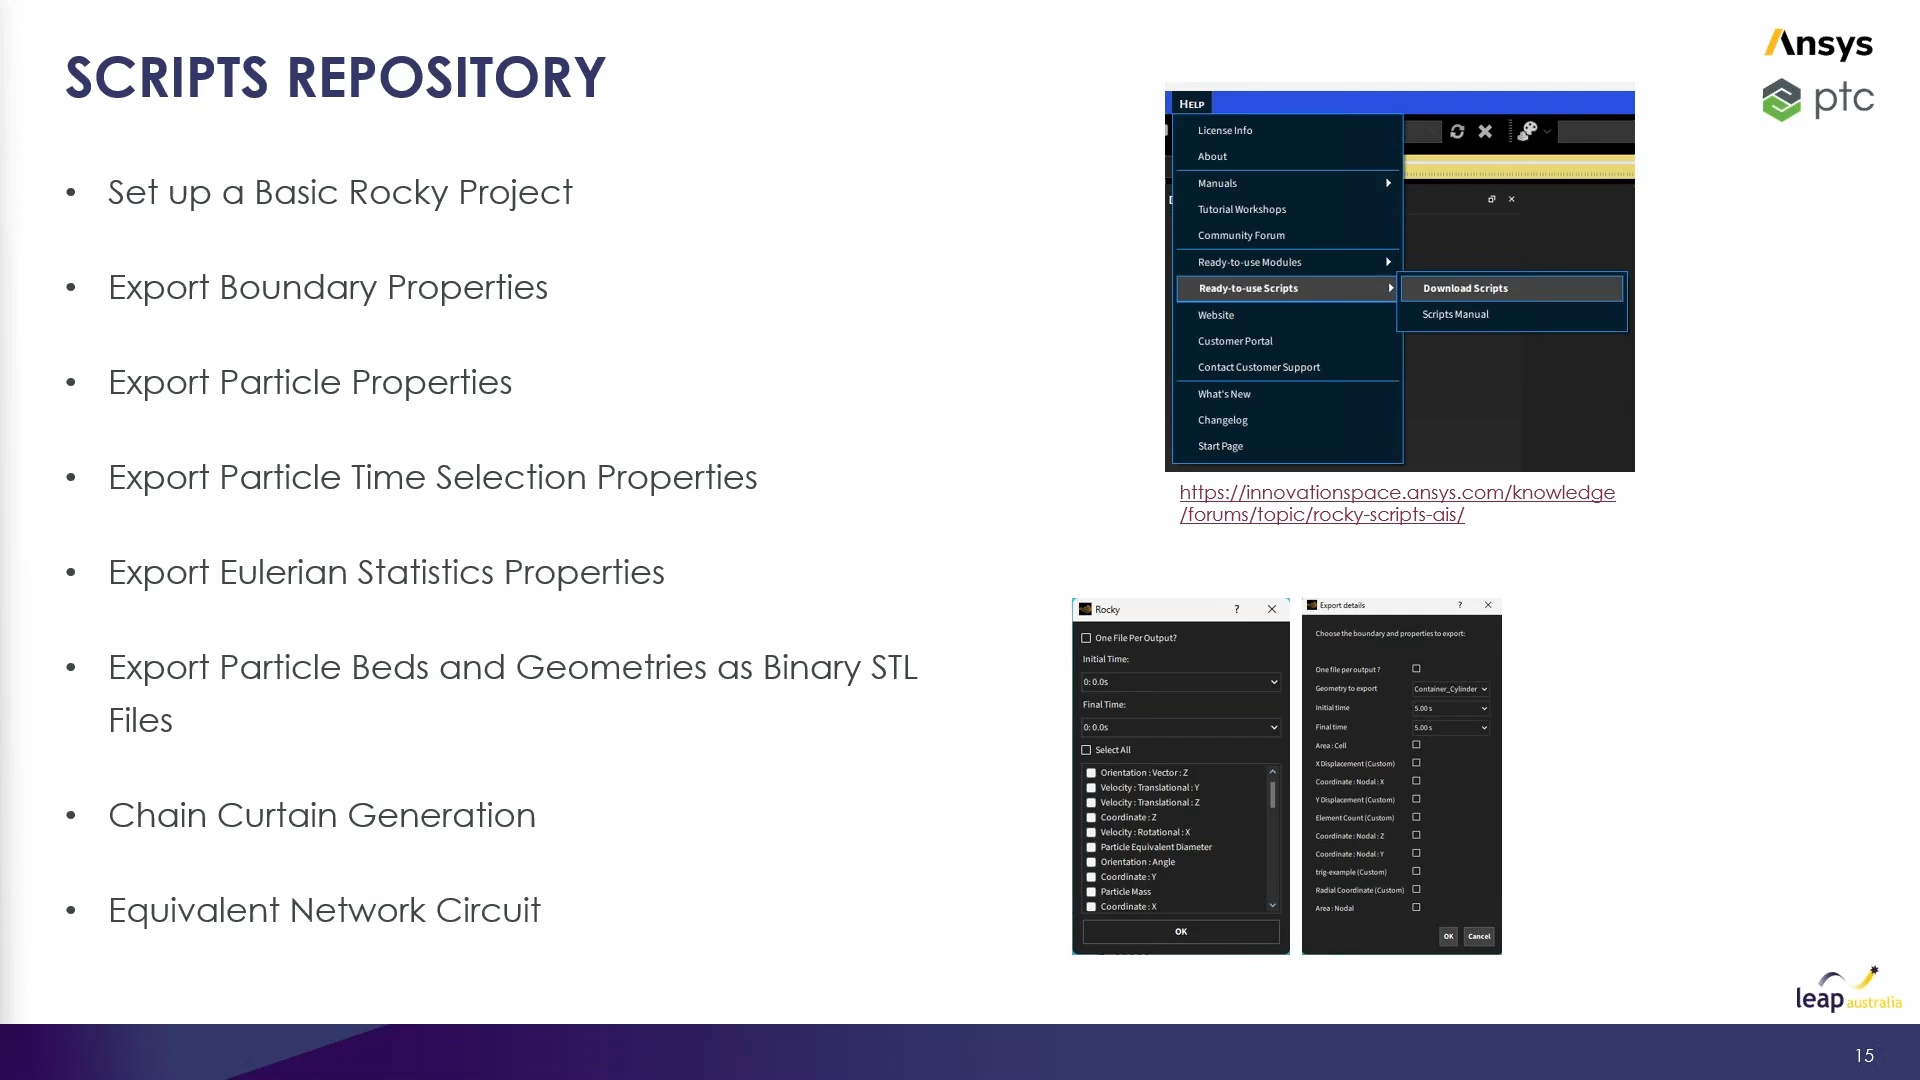 SCRIPTS REPOSITORY
• Set up a Basic Rocky Project
• Export Boundary Properties
• Export Particle Properties
• Export Particle Time Selection Properties
• Export Eulerian Statistics Properties
• Export Particle Beds and Geometries as Binary STL
Files
• Chain Curtain Generation
• Equivalent Network Circuit
Ansys
ptc
HELP
License Info
About
Manuals
Tutorial Workshops
Community Forum
Ready-to-use Modules
Ready-to-use Scripts
Download Scripts
Scripts Manual
Website
Customer Portal
Contact Customer Support
What's New
Changelog
Start Page
https://innovationspace.ansys.com/knowledge
/forums/topic/rocky-scripts-ais/
Rocky
One File Per Output?
Initial Time:
0: 0.0s
Final Time:
0: 0.0s
Select All
Orientation : Vector : Z
Velocity : Translational : Y
Velocity : Translational : Z
Coordinate : Z
Velocity : Rotational : X
Particle Equivalent Diameter
Orientation : Angle
Coordinate : Y
Particle Mass
Coordinate : X
OK
Export details
Choose the boundary and properties to export:
One file per output ?
Geometry to export Container_Cylinder
Initial time 5.00 s
Final time 5.00 s
Area : Cell
X Displacement (Custom)
Coordinate : Nodal : X
Y Displacement (Custom)
Element Count (Custom)
Coordinate : Nodal : Z
Coordinate : Nodal : Y
trig-example (Custom)
Radial Coordinate (Custom)
Area : Nodal
OK Cancel
leap australia
15